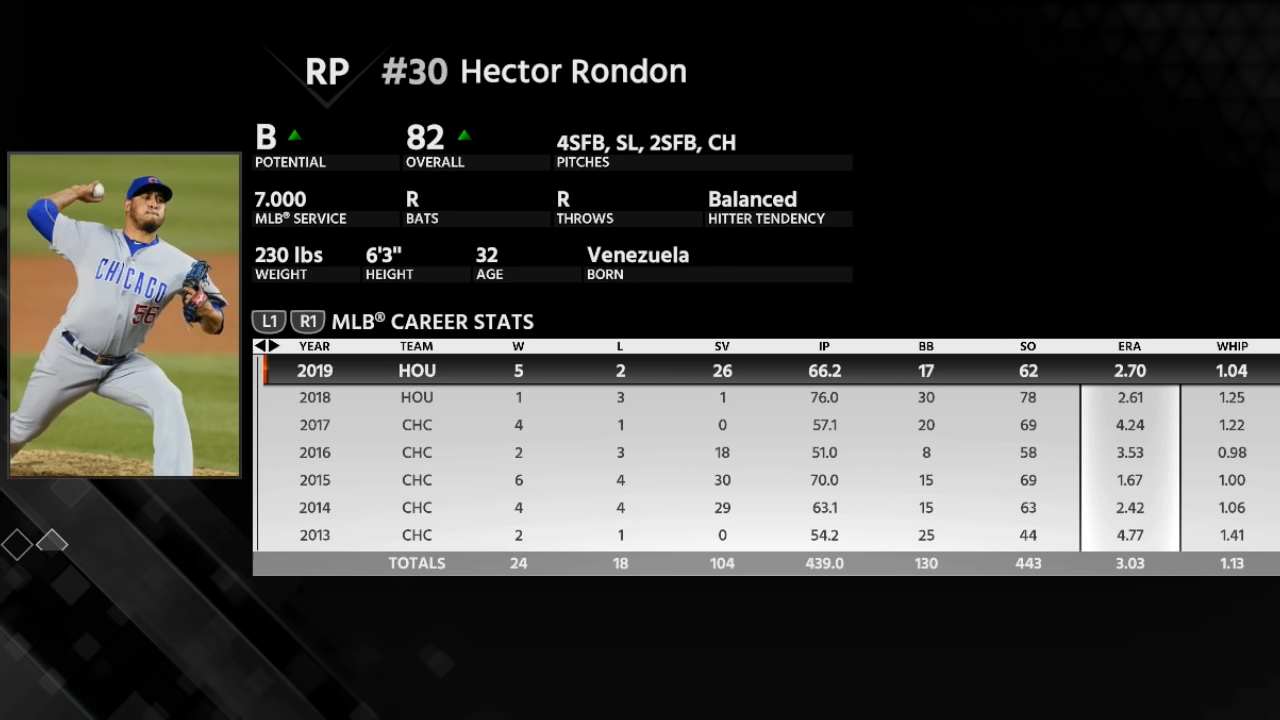 RP #30 Hector Rondon
B 82 4SFB, SL, 2SFB, CH
POTENTIAL OVERALL PITCHES
7.000 R R Balanced
MLB® SERVICE BATS THROWS HITTER TENDENCY
230 lbs 6'3" 32 Venezuela
WEIGHT HEIGHT AGE BORN
CHICAGO
56
L1 R1 MLB® CAREER STATS
YEAR TEAM W L SV IP BB SO ERA WHIP
2019 HOU 5 2 26 66.2 17 62 2.70 1.04
2018 HOU 1 3 1 76.0 30 78 2.61 1.25
2017 CHC 4 1 0 57.1 20 69 4.24 1.22
2016 CHC 2 3 18 51.0 8 58 3.53 0.98
2015 CHC 6 4 30 70.0 15 69 1.67 1.00
2014 CHC 4 4 29 63.1 15 63 2.42 1.06
2013 CHC 2 1 0 54.2 25 44 4.77 1.41
TOTALS 24 18 104 439.0 130 443 3.03 1.13